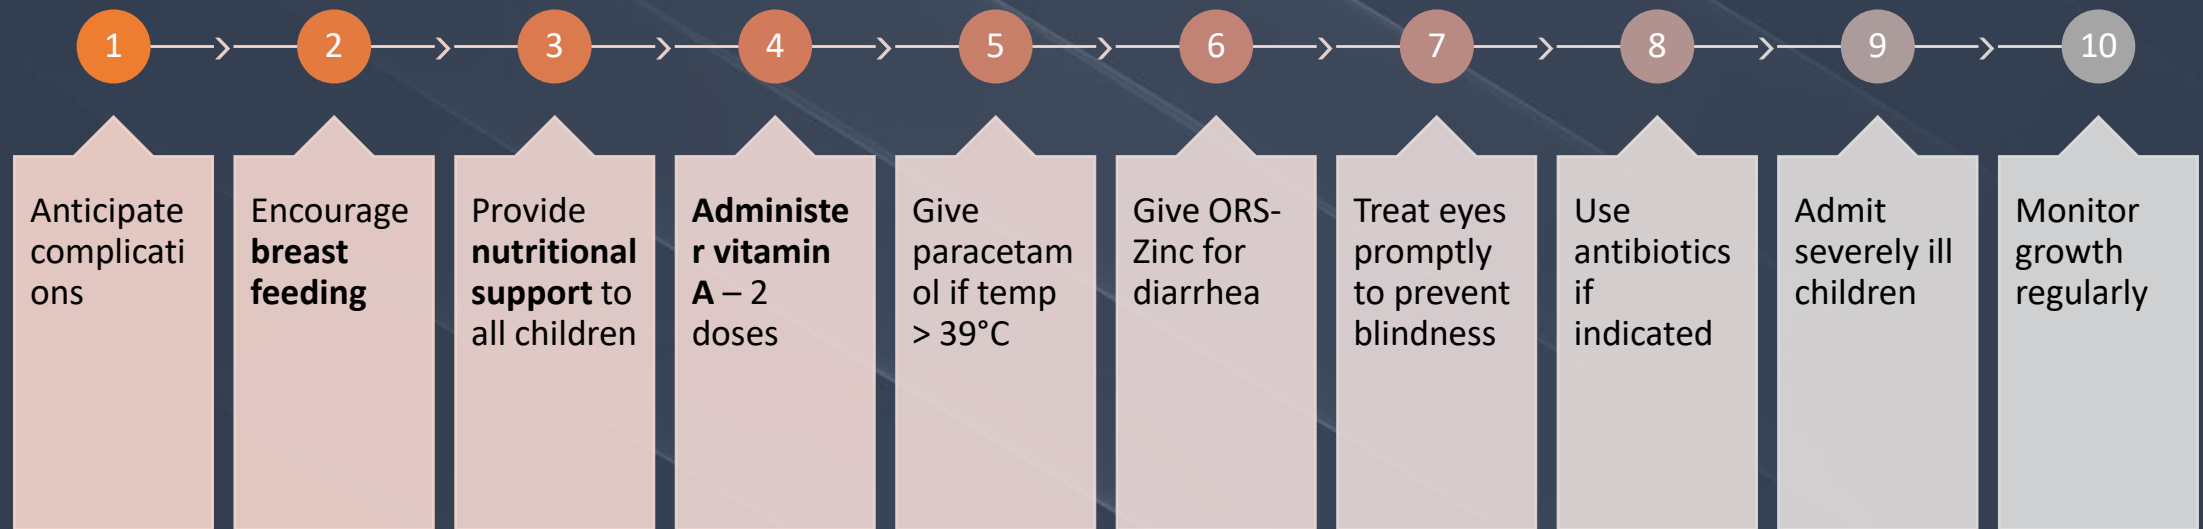 1
2
3
4
5
6
7
8
9
10
Anticipate
complicati
ons
Encourage
breast
feeding
Provide
nutritional
support to
all children
Administe
r vitamin
A – 2
doses
Give
paracetam
ol if temp
> 39°C
Give ORS-
Zinc for
diarrhea
Treat eyes
promptly
to prevent
blindness
Use
antibiotics
if
indicated
Admit
severely ill
children
Monitor
growth
regularly